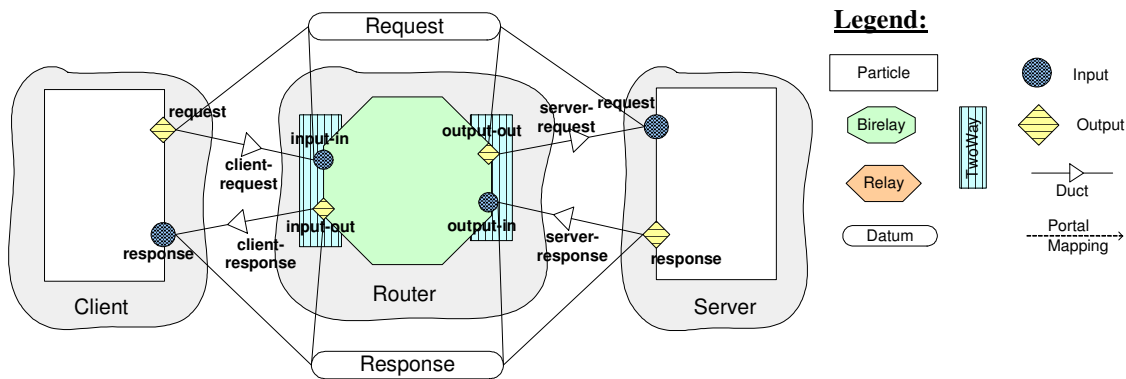 Request
request
input-in
client-
request
input-out
client-
response
response
Client
Router
output-out
server-
request
request
output-in
server-
response
response
Server
Response
Legend:
Particle
Input
Birelay
TwoWay
Output
Relay
Duct
Datum
Portal
Mapping